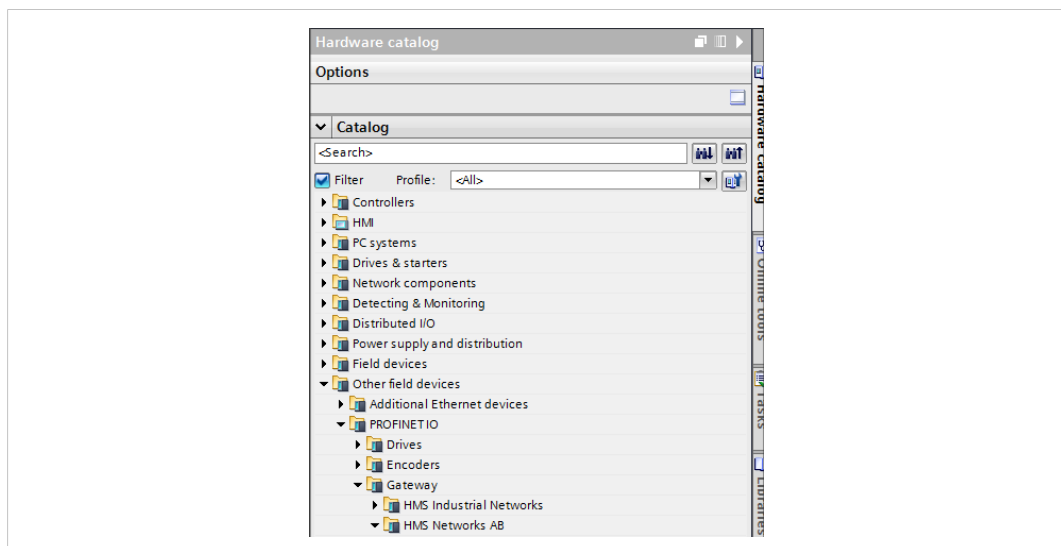 Hardware catalog
Options
Catalog
<Search>
Filter Profile: <All>
Controllers
HMI
PC systems
Drives & starters
Network components
Detecting & Monitoring
Distributed I/O
Power supply and distribution
Field devices
Other field devices
Additional Ethernet devices
PROFINET IO
Drives
Encoders
Gateway
HMS Industrial Networks
HMS Networks AB
Hardware catalog
Online tools
Tasks
Libraries